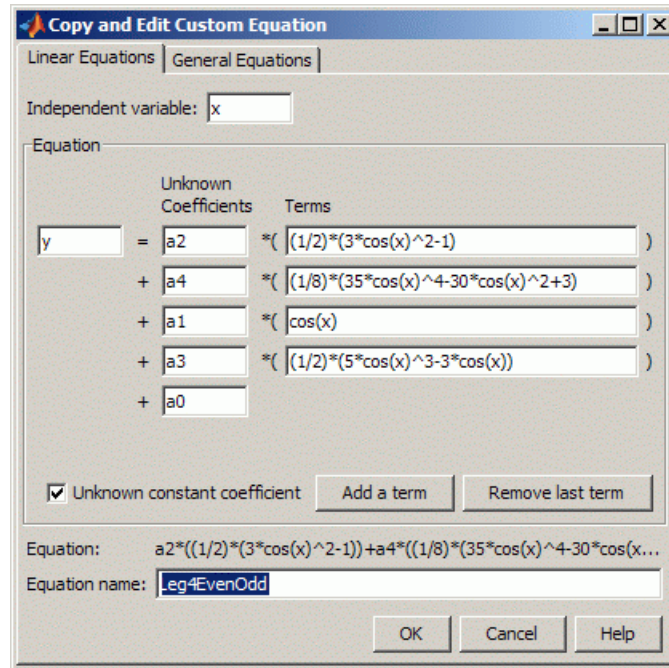 Copy and Edit Custom Equation
Linear Equations General Equations
Independent variable: x
Equation
Unknown
Coefficients Terms
y = a2 *( (1/2)*(3*cos(x)^2-1) )
+ a4 *( (1/8)*(35*cos(x)^4-30*cos(x)^2+3) )
+ a1 *( cos(x) )
+ a3 *( (1/2)*(5*cos(x)^3-3*cos(x)) )
+ a0
Unknown constant coefficient Add a term Remove last term
Equation: a2*((1/2)*(3*cos(x)^2-1))+a4*((1/8)*(35*cos(x)^4-30*cos(x...
Equation name: Leg4EvenOdd
OK Cancel Help